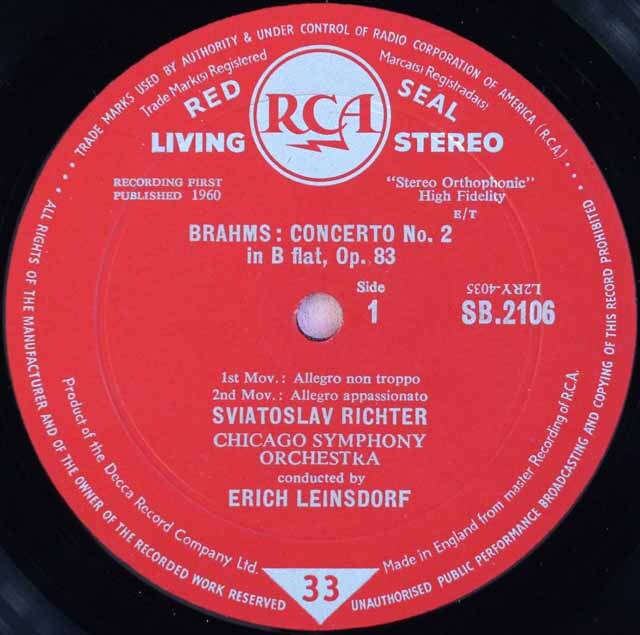 TRADE MARKS USED BY AUTHORITY & UNDER CONTROL OF RADIO CORPORATION OF AMERICA (R.C.A.)
Trade Mark(s) Registered
Marca(s) Registrada(s)
RED SEAL
RCA
LIVING STEREO
RECORDING FIRST
PUBLISHED 1960
"Stereo Orthophonic"
High Fidelity
E/T
BRAHMS: CONCERTO No. 2
in B flat, Op. 83
Side
1
L2RY-4035
SB.2106
1st Mov.: Allegro non troppo
2nd Mov.: Allegro appassionato
SVIATOSLAV RICHTER
CHICAGO SYMPHONY
ORCHESTRA
conducted by
ERICH LEINSDORF
Product of the Decca Record Company Ltd.
Made in England from master Recording of R.C.A.
33
ALL RIGHTS OF THE MANUFACTURER AND OF THE OWNER OF THE RECORDED WORK RESERVED
UNAUTHORISED PUBLIC PERFORMANCE BROADCASTING AND COPYING OF THIS RECORD PROHIBITED